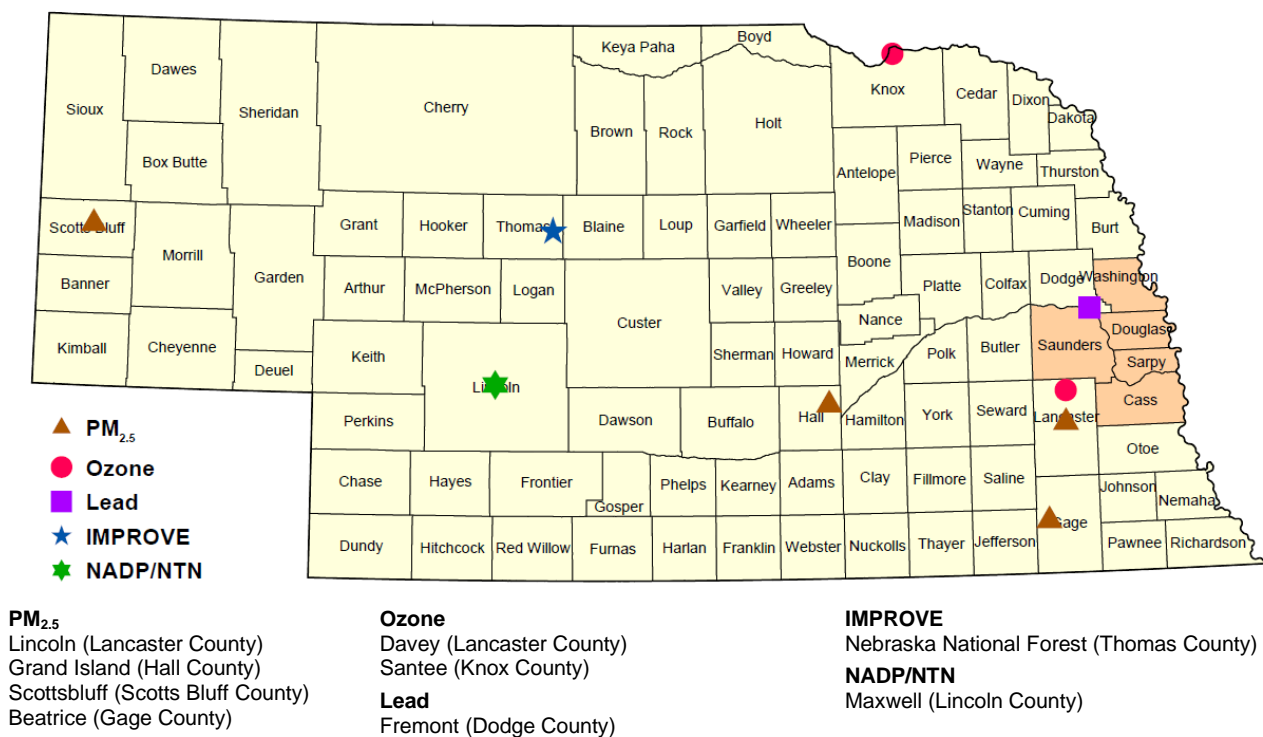 Keya Paha
Boyd
Dawes
Knox
Cedar
Dixon
Sioux
Sheridan
Cherry
Holt
Dakota
Brown
Rock
Box Butte
Pierce
Wayne
Thurston
Antelope
Scotts Bluff
Grant
Hooker
Thomas
Blaine
Loup
Garfield
Wheeler
Madison
Stanton
Cuming
Burt
Morrill
Garden
Boone
Banner
Arthur
McPherson
Logan
Valley
Greeley
Platte
Colfax
Dodge
Washington
Custer
Nance
Kimball
Cheyenne
Deuel
Keith
Lincoln
Sherman
Howard
Merrick
Polk
Butler
Saunders
Douglas
Sarpy
Cass
Perkins
Dawson
Buffalo
Hall
Hamilton
York
Seward
Lancaster
Otoe
Chase
Hayes
Frontier
Gosper
Phelps
Kearney
Adams
Clay
Fillmore
Saline
Johnson
Nemaha
Gage
Dundy
Hitchcock
Red Willow
Furnas
Harlan
Franklin
Webster
Nuckolls
Thayer
Jefferson
Pawnee
Richardson
PM2.5
Ozone
Lead
IMPROVE
NADP/NTN
PM2.5
Lincoln (Lancaster County)
Grand Island (Hall County)
Scottsbluff (Scotts Bluff County)
Beatrice (Gage County)
Ozone
Davey (Lancaster County)
Santee (Knox County)
Lead
Fremont (Dodge County)
IMPROVE
Nebraska National Forest (Thomas County)
NADP/NTN
Maxwell (Lincoln County)